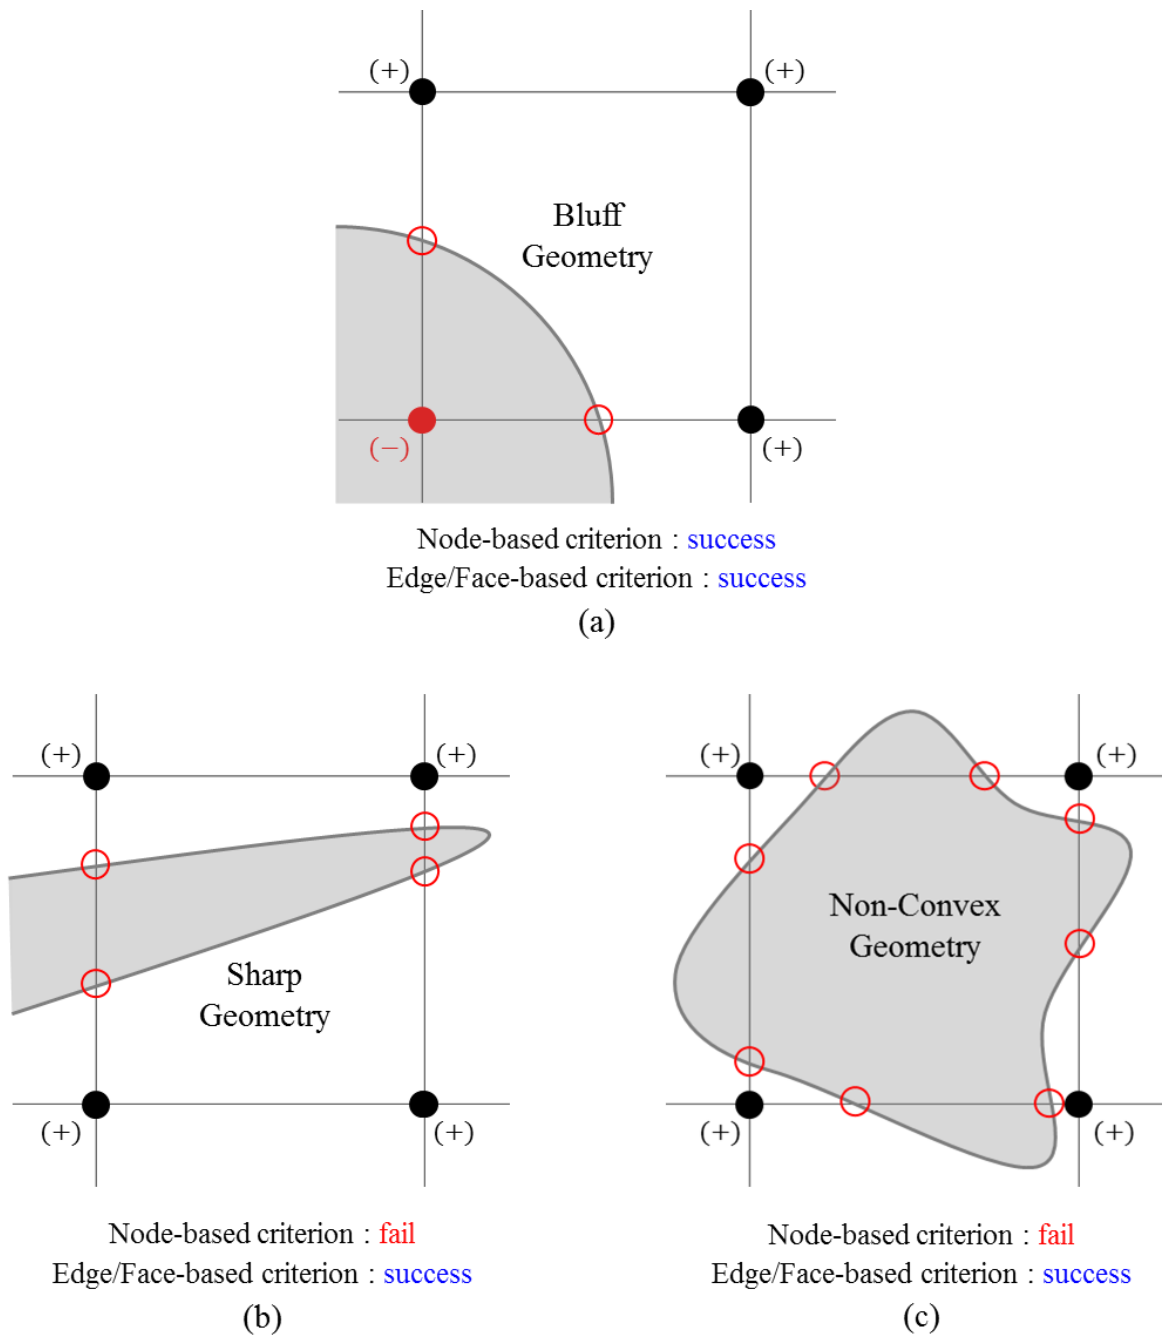 (+) (+)
Bluff
Geometry
(−) (+)
Node-based criterion : success
Edge/Face-based criterion : success
(a)
(+) (+)
Sharp
Geometry
(+) (+)
Node-based criterion : fail
Edge/Face-based criterion : success
(b)
(+) (+)
Non-Convex
Geometry
(+) (+)
Node-based criterion : fail
Edge/Face-based criterion : success
(c)